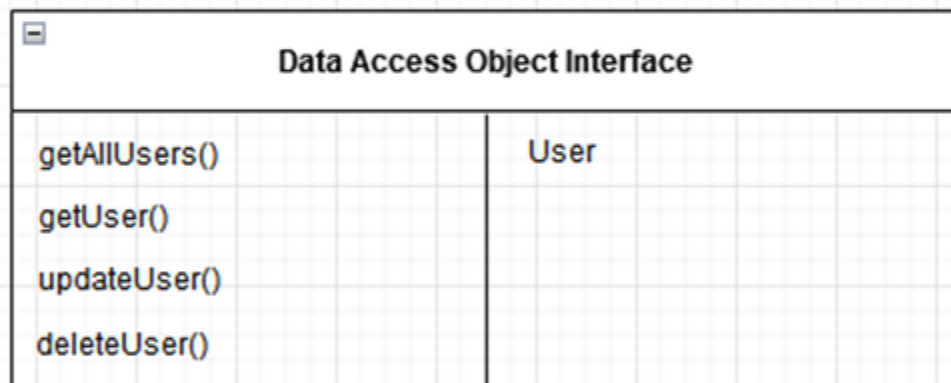 Data Access Object Interface
getAllUsers()
User
getUser()
updateUser()
deleteUser()